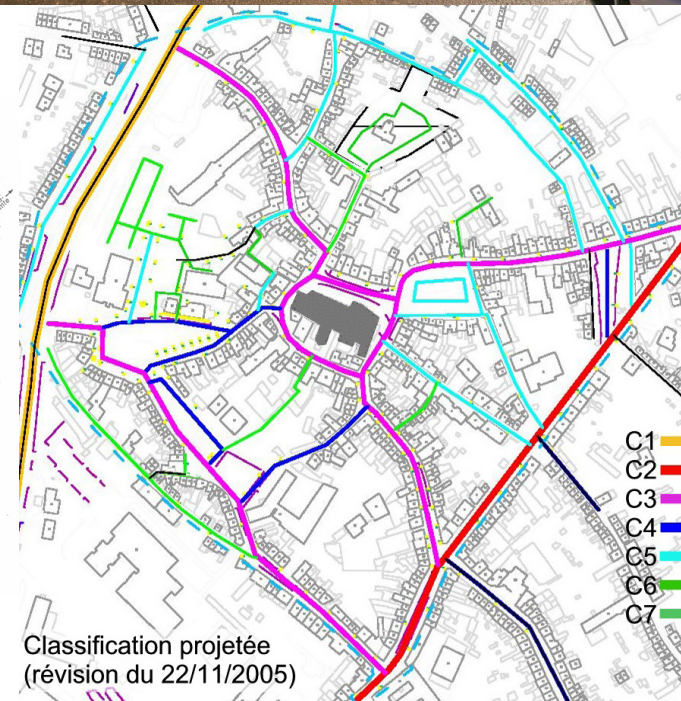 C1
C2
C3
C4
C5
C6
C7
Classification projetée
(révision du 22/11/2005)